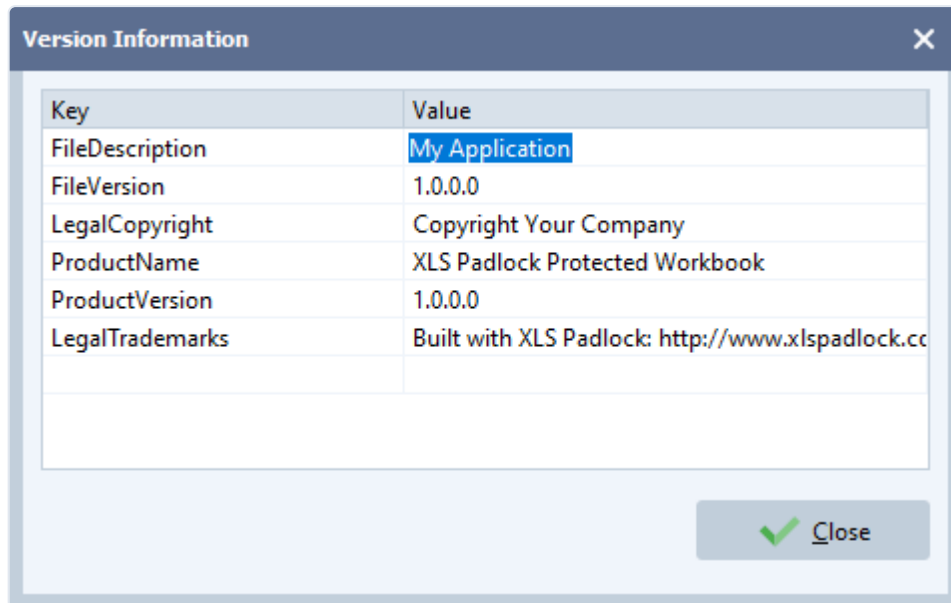 Version Information
Key Value
FileDescription My Application
FileVersion 1.0.0.0
LegalCopyright Copyright Your Company
ProductName XLS Padlock Protected Workbook
ProductVersion 1.0.0.0
LegalTrademarks Built with XLS Padlock: http://www.xlspadlock.cc
Close